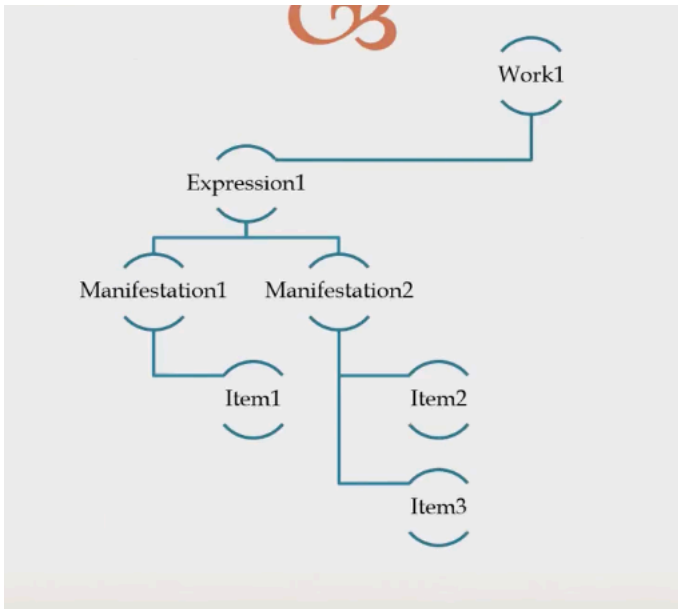 Work1
Expression1
Manifestation1 Manifestation2
Item1 Item2
Item3